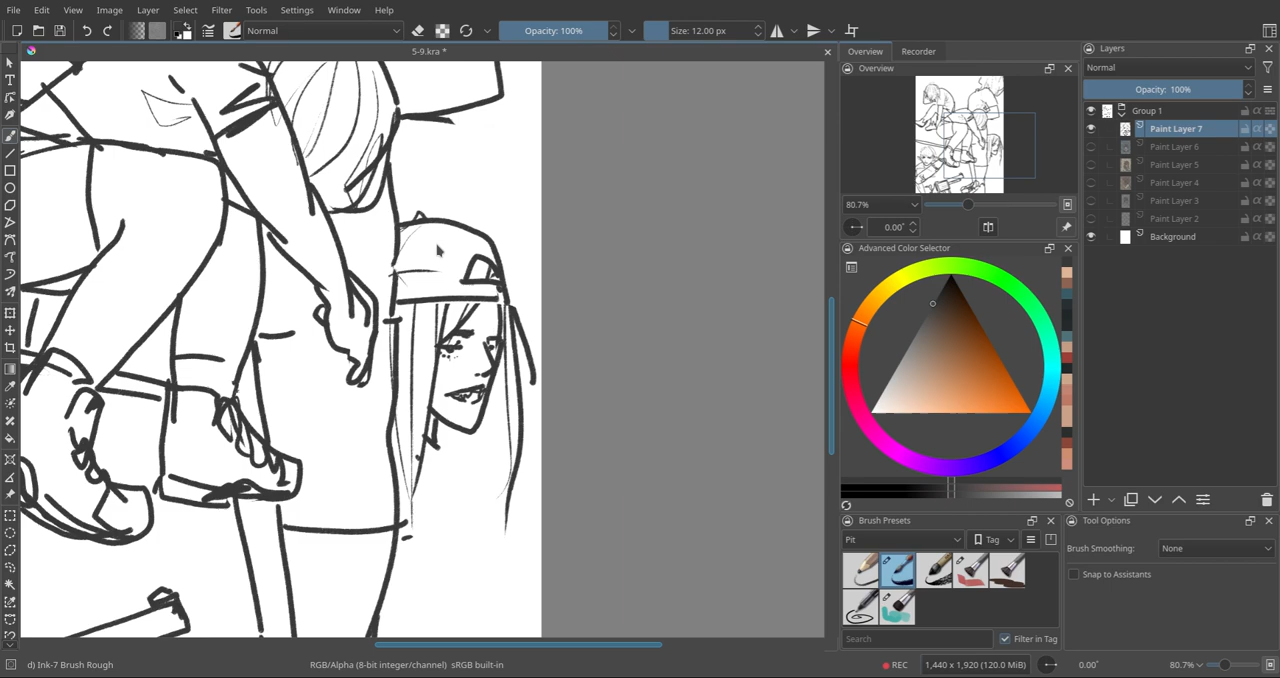 File Edit View Image Layer Select Filter Tools Settings Window Help
Normal Opacity: 100% Size: 12.00 px
5-9.kra *
Overview Recorder
Overview
80.7%
0.00°
Advanced Color Selector
Brush Presets
Pit Tag
Search Filter in Tag
Layers
Normal
Opacity: 100%
Group 1
Paint Layer 7
Paint Layer 6
Paint Layer 5
Paint Layer 4
Paint Layer 3
Paint Layer 2
Background
Tool Options
Brush Smoothing: None
Snap to Assistants
d) Ink-7 Brush Rough RGB/Alpha (8-bit integer/channel) sRGB built-in REC 1,440 x 1,920 (120.0 MiB) 0.00° 80.7%